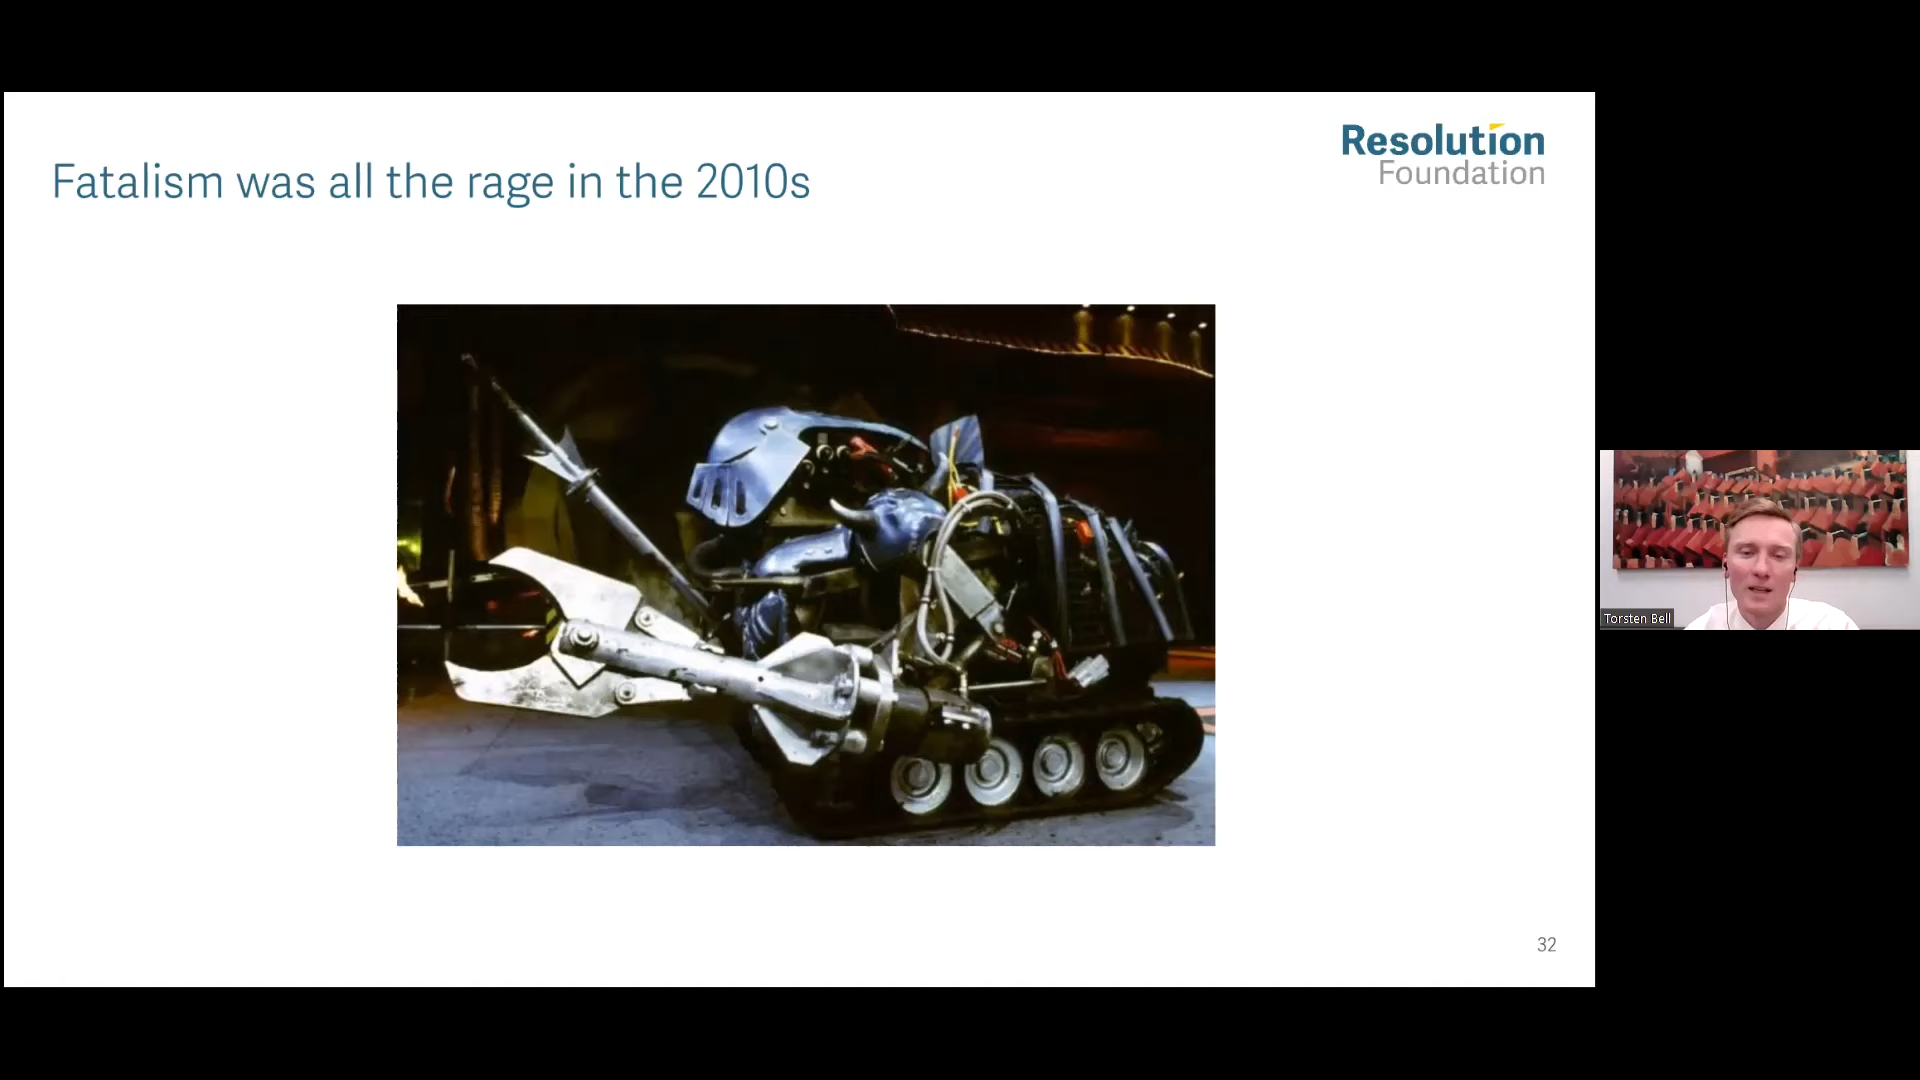 Fatalism was all the rage in the 2010s
Resolution
Foundation
Torsten Bell
32